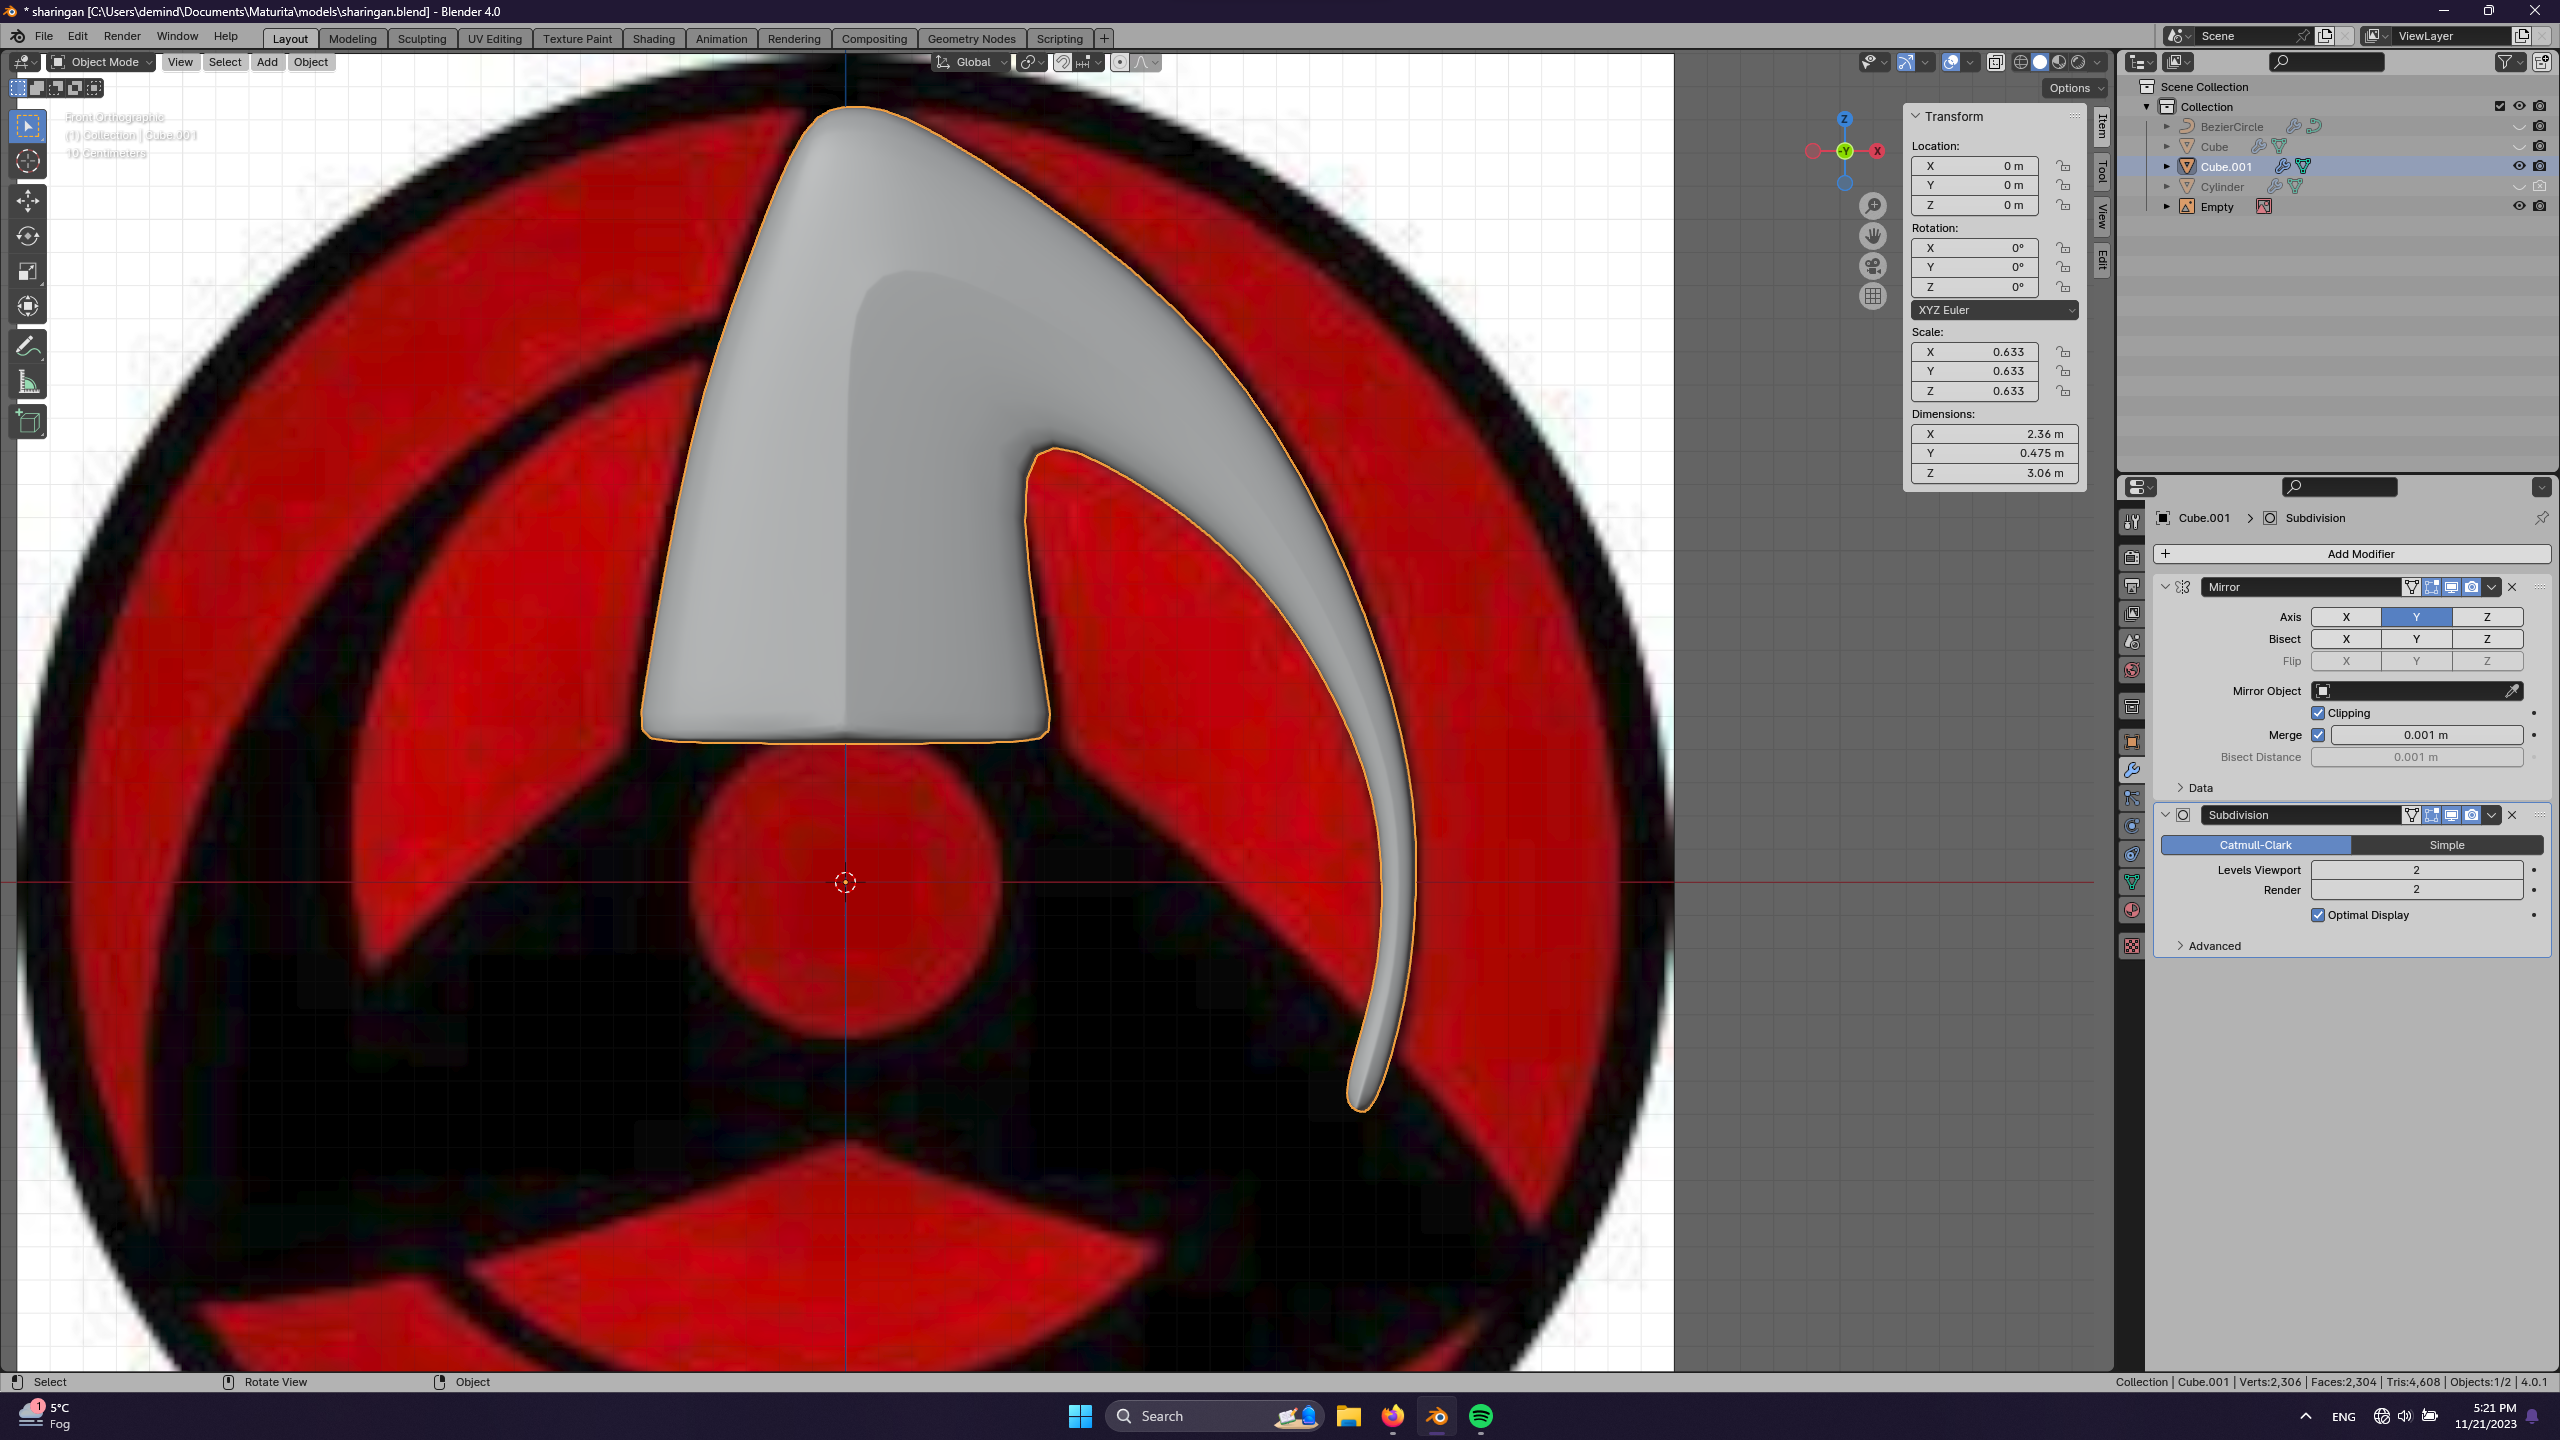 * sharingan [C:\Users\demind\Documents\Maturita\models\sharingan.blend] - Blender 4.0
File Edit Render Window Help Layout Modeling Sculpting UV Editing Texture Paint Shading Animation Rendering Compositing Geometry Nodes Scripting + Scene ViewLayer
Object Mode View Select Add Object Global
Options
Front Orthographic
(1) Collection | Cube.001
10 Centimeters
Z
-Y
X
Item
Tool
View
Edit
Transform
Location:
X 0 m
Y 0 m
Z 0 m
Rotation:
X 0°
Y 0°
Z 0°
XYZ Euler
Scale:
X 0.633
Y 0.633
Z 0.633
Dimensions:
X 2.36 m
Y 0.475 m
Z 3.06 m
Scene Collection
Collection
BezierCircle
Cube
Cube.001
Cylinder
Empty
Cube.001 > Subdivision
+ Add Modifier
Mirror
Axis X Y Z
Bisect X Y Z
Flip X Y Z
Mirror Object
Clipping
Merge 0.001 m
Bisect Distance 0.001 m
Data
Subdivision
Catmull-Clark Simple
Levels Viewport 2
Render 2
Optimal Display
Advanced
Select Rotate View Object
Collection | Cube.001 | Verts:2,306 | Faces:2,304 | Tris:4,608 | Objects:1/2 | 4.0.1
1
5°C
Fog
Search
ENG
5:21 PM
11/21/2023